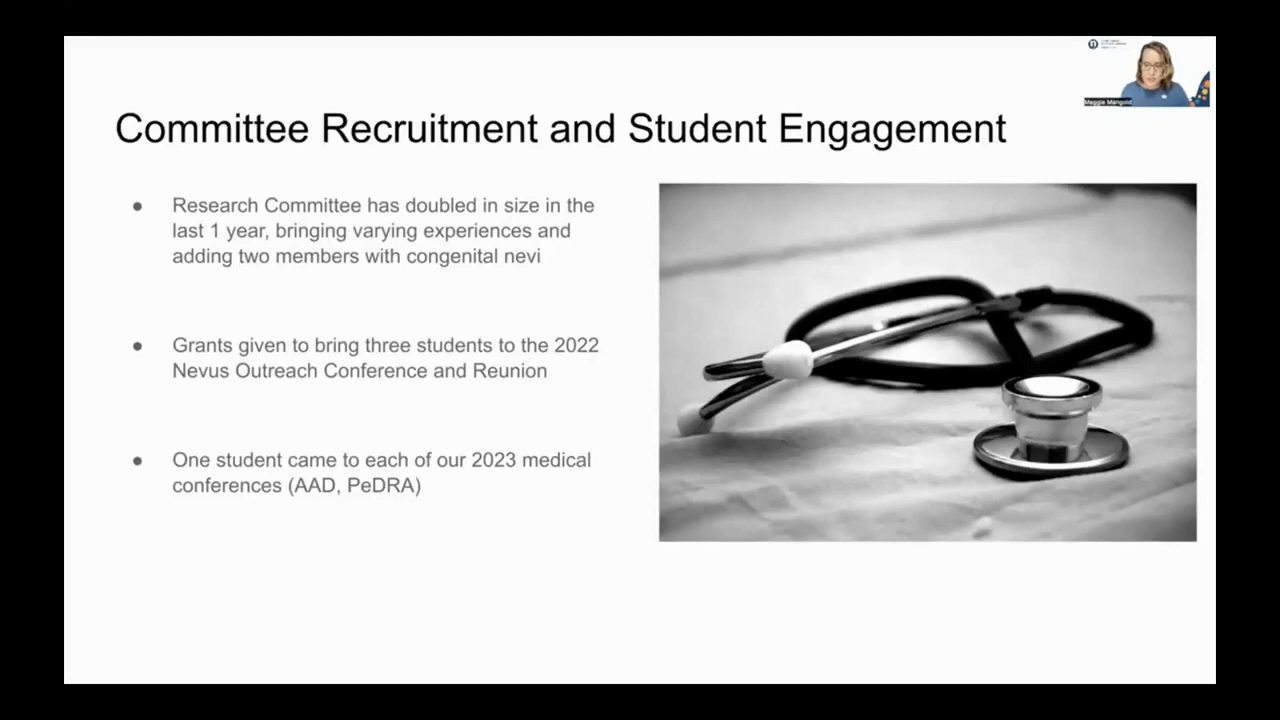 Maggie Mangold
Committee Recruitment and Student Engagement
● Research Committee has doubled in size in the
last 1 year, bringing varying experiences and
adding two members with congenital nevi
● Grants given to bring three students to the 2022
Nevus Outreach Conference and Reunion
● One student came to each of our 2023 medical
conferences (AAD, PeDRA)